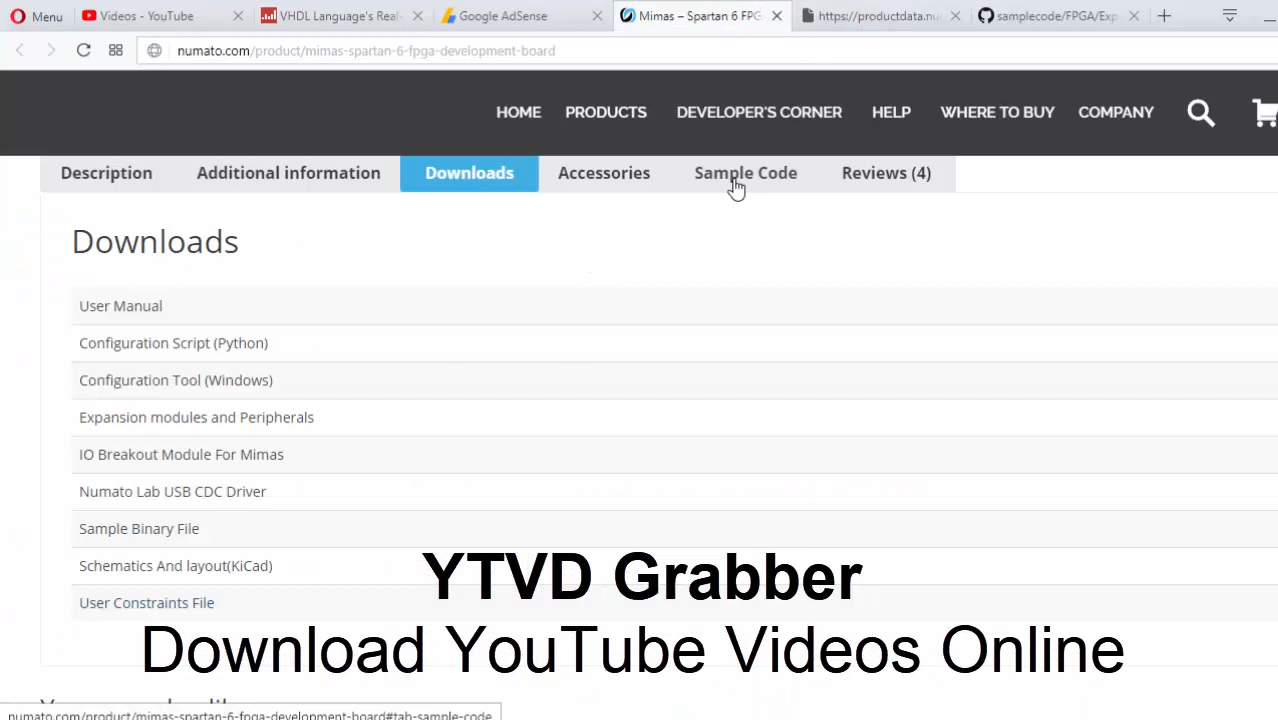 Menu
Videos - YouTube
VHDL Language's Real-
Google AdSense
Mimas – Spartan 6 FPG
https://productdata.nu
samplecode/FPGA/Exp
numato.com/product/mimas-spartan-6-fpga-development-board
HOME PRODUCTS DEVELOPER'S CORNER HELP WHERE TO BUY COMPANY
Description Additional information Downloads Accessories Sample Code Reviews (4)
Downloads
User Manual
Configuration Script (Python)
Configuration Tool (Windows)
Expansion modules and Peripherals
IO Breakout Module For Mimas
Numato Lab USB CDC Driver
Sample Binary File
Schematics And layout(KiCad)
User Constraints File
YTVD Grabber
Download YouTube Videos Online
numato.com/product/mimas-spartan-6-fpga-development-board#tab-sample-code